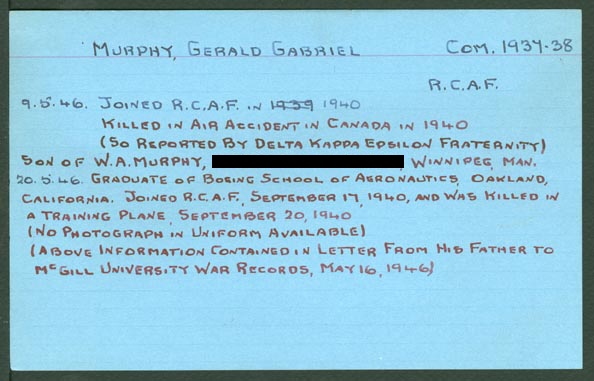 MURPHY, GERALD GABRIEL COM. 1937-38
R.C.A.F.
9.5.46. JOINED R.C.A.F. IN 1939 1940
KILLED IN AIR ACCIDENT IN CANADA IN 1940
(SO REPORTED BY DELTA KAPPA EPSILON FRATERNITY)
SON OF W.A. MURPHY, , WINNIPEG, MAN.
20.5.46. GRADUATE OF BOEING SCHOOL OF AERONAUTICS, OAKLAND,
CALIFORNIA. JOINED R.C.A.F., SEPTEMBER 17, 1940, AND WAS KILLED IN
A TRAINING PLANE, SEPTEMBER 20, 1940
(NO PHOTOGRAPH IN UNIFORM AVAILABLE)
(ABOVE INFORMATION CONTAINED IN LETTER FROM HIS FATHER TO
MCGILL UNIVERSITY WAR RECORDS, MAY 16, 1946)